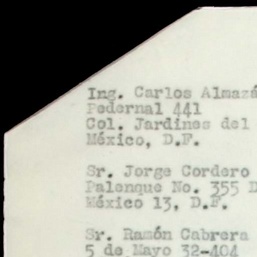 Ing. Carlos Almazá
Pedernal 441
Col. Jardines del
México, D.F.
Sr. Jorge Cordero
Palenque No. 355 D
México 13, D.F.
Sr. Ramón Cabrera
5 de Mayo 32-404